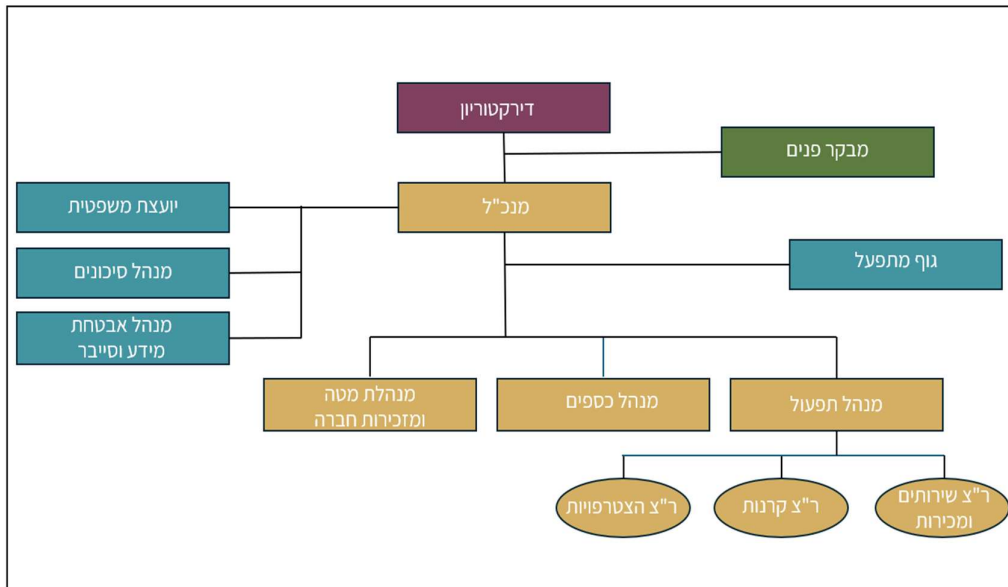 דירקטוריון
מבקר פנים
מנכ"ל
יועצת משפטית
גוף מתפעל
מנהל סיכונים
מנהל אבטחת
מידע וסייבר
מנהל תפעול
מנהל כספים
מנהלת מטה
ומזכירות חברה
ר"צ שירותים
ומכירות
ר"צ קרנות
ר"צ הצטרפויות